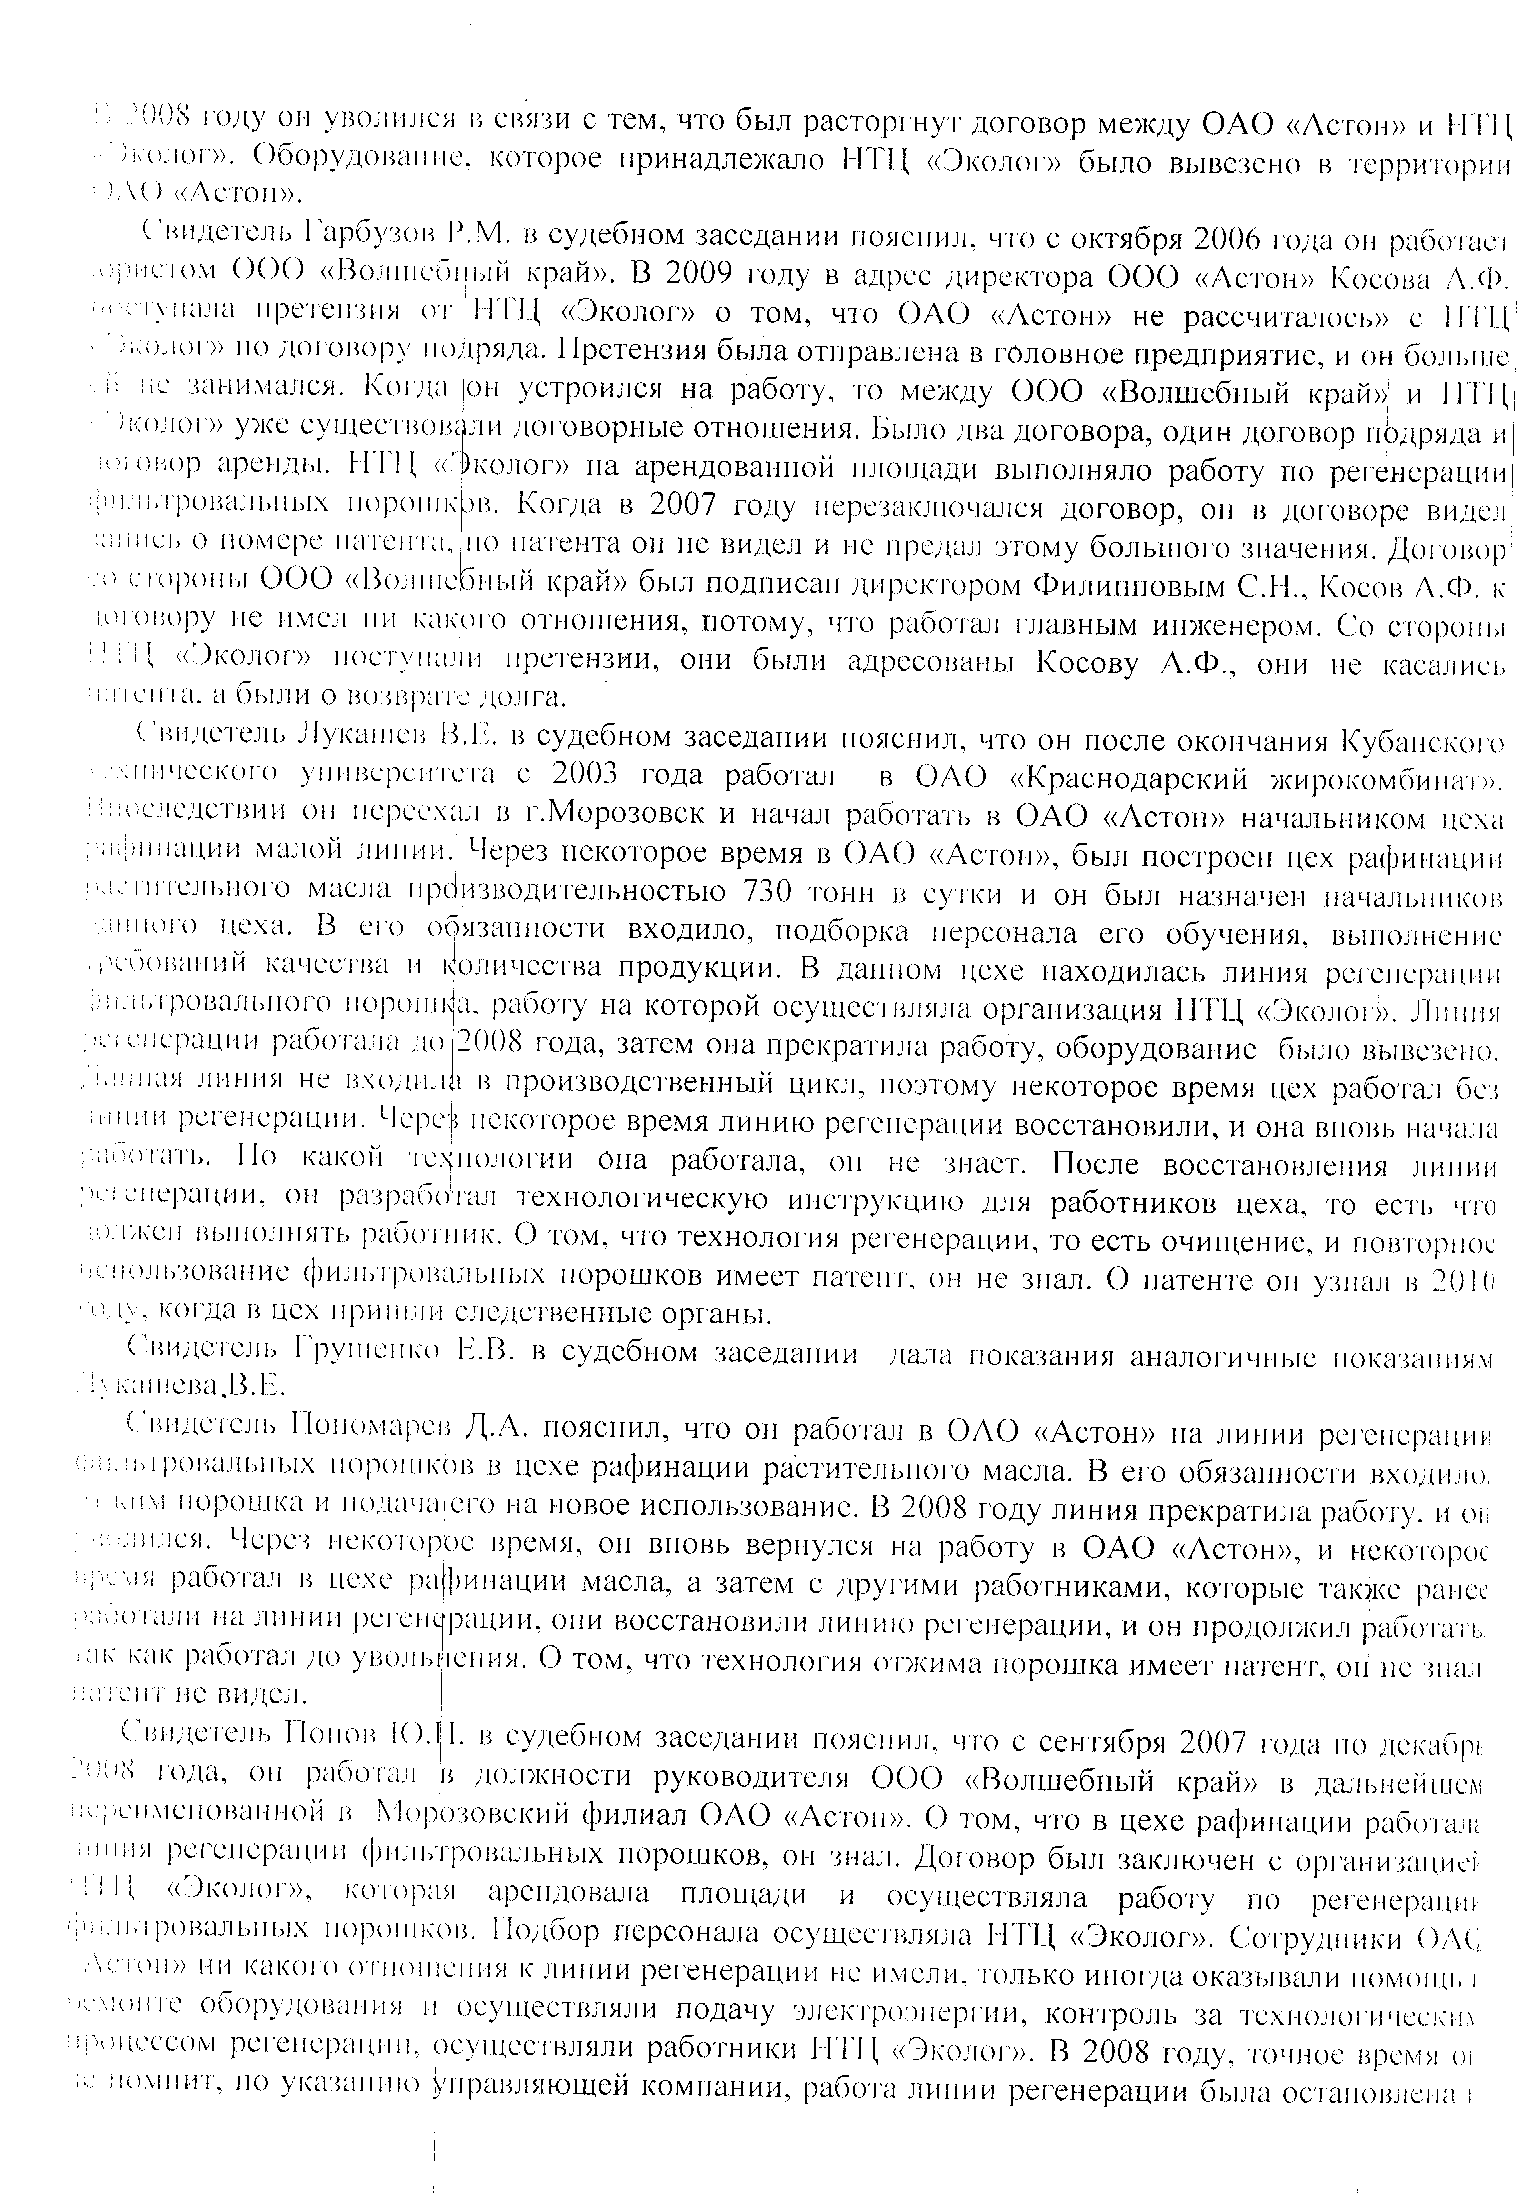 В 2008 году он уволился в связи с тем, что был расторгнут договор между ОАО «Астон» и НТЦ
«Эколог». Оборудование, которое принадлежало НТЦ «Эколог» было вывезено в территории
ОАО «Астон».
Свидетель Гарбузов Р.М. в судебном заседании пояснил, что с октября 2006 года он работает
юристом ООО «Волшебный край». В 2009 году в адрес директора ООО «Астон» Косова А.Ф.
поступала претензия от НТЦ «Эколог» о том, что ОАО «Астон» не рассчиталось» с НТЦ
«Эколог» по договору подряда. Претензия была отправлена в головное предприятие, и он больше
ей не занимался. Когда он устроился на работу, то между ООО «Волшебный край» и НТЦ
«Эколог» уже существовали договорные отношения. Было два договора, один договор подряда и
договор аренды. НТЦ «Эколог» на арендованной площади выполняло работу по регенерации
фильтровальных порошков. Когда в 2007 году перезаключался договор, он в договоре видел
запись о номере патента, но патента он не видел и не предал этому большого значения. Договор
со стороны ООО «Волшебный край» был подписан директором Филипповым С.Н., Косов А.Ф. к
договору не имел ни какого отношения, потому, что работал главным инженером. Со стороны
НТЦ «Эколог» поступали претензии, они были адресованы Косову А.Ф., они не касались
патента, а были о возврате долга.
Свидетель Лукашев В.Е. в судебном заседании пояснил, что он после окончания Кубанского
технического университета с 2003 года работал в ОАО «Краснодарский жирокомбинат».
Впоследствии он переехал в г.Морозовск и начал работать в ОАО «Астон» начальником цеха
рафинации малой линии. Через некоторое время в ОАО «Астон», был построен цех рафинации
растительного масла производительностью 730 тонн в сутки и он был назначен начальников
данного цеха. В его обязанности входило, подборка персонала его обучения, выполнение
требований качества и количества продукции. В данном цехе находилась линия регенерации
фильтровального порошка, работу на которой осуществляла организация НТЦ «Эколог». Линия
регенерации работала до 2008 года, затем она прекратила работу, оборудование было вывезено.
Данная линия не входила в производственный цикл, поэтому некоторое время цех работал без
линии регенерации. Через некоторое время линию регенерации восстановили, и она вновь начала
работать. По какой технологии она работала, он не знает. После восстановления линии
регенерации, он разработал технологическую инструкцию для работников цеха, то есть что
должен выполнять работник. О том, что технология регенерации, то есть очищение, и повторное
использование фильтровальных порошков имеет патент, он не знал. О патенте он узнал в 2010
году, когда в цех пришли следственные органы.
Свидетель Грушенко Е.В. в судебном заседании дала показания аналогичные показаниям
Лукашева.В.Е.
Свидетель Пономарев Д.А. пояснил, что он работал в ОАО «Астон» на линии регенерации
фильтровальных порошков в цехе рафинации растительного масла. В его обязанности входило,
отжим порошка и подача его на новое использование. В 2008 году линия прекратила работу, и он
уволился. Через некоторое время, он вновь вернулся на работу в ОАО «Астон», и некоторое
время работал в цехе рафинации масла, а затем с другими работниками, которые также ранее
работали на линии регенерации, они восстановили линию регенерации, и он продолжил работать
так как работал до увольнения. О том, что технология отжима порошка имеет патент, он не знал
патент не видел.
Свидетель Попов Ю.П. в судебном заседании пояснил, что с сентября 2007 года по декабрь
2008 года, он работал в должности руководителя ООО «Волшебный край» в дальнейшем
переименованной в Морозовский филиал ОАО «Астон». О том, что в цехе рафинации работала
линия регенерации фильтровальных порошков, он знал. Договор был заключен с организацией
НТЦ «Эколог», которая арендовала площади и осуществляла работу по регенерации
фильтровальных порошков. Подбор персонала осуществляла НТЦ «Эколог». Сотрудники ОАО
«Астон» ни какого отношения к линии регенерации не имели, только иногда оказывали помощь в
ремонте оборудования и осуществляли подачу электроэнергии, контроль за технологическим
процессом регенерации, осуществляли работники НТЦ «Эколог». В 2008 году, точное время он
не помнит, по указанию управляющей компании, работа линии регенерации была остановлена